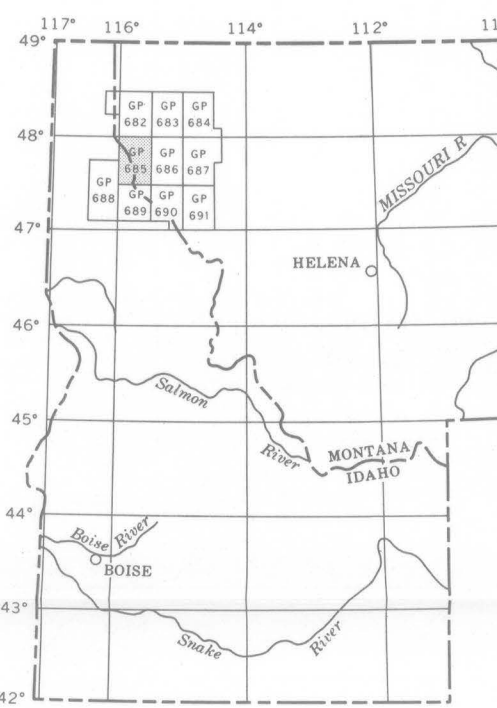 117° 116° 114° 112° 11
49°
GP 682 GP 683 GP 684
48°
GP 685 GP 686 GP 687
GP 688
GP 689 GP 690 GP 691
47°
MISSOURI R
HELENA
46°
Salmon River
45°
MONTANA
IDAHO
44°
Boise River
BOISE
43°
Snake River
42°